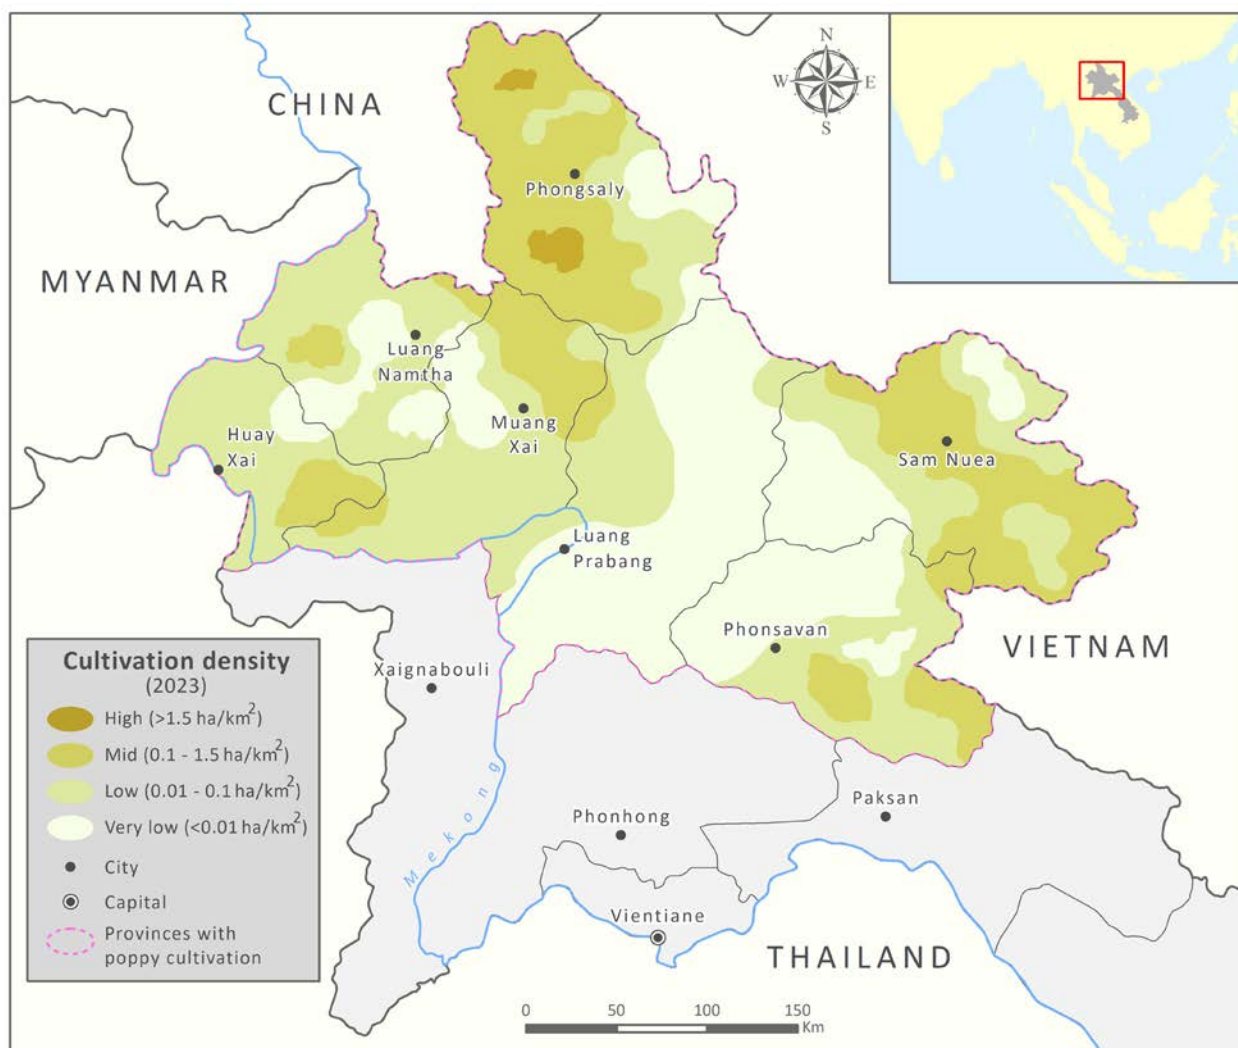 N
W E
S
CHINA
MYANMAR
Phongsaly
Luang
Namtha
Huay
Xai
Muang
Xai
Sam Nuea
Luang
Prabang
Phonsavan
VIETNAM
Xaignabouli
Mekong
Phonhong
Paksan
Vientiane
THAILAND
Cultivation density
(2023)
High (>1.5 ha/km²)
Mid (0.1 - 1.5 ha/km²)
Low (0.01 - 0.1 ha/km²)
Very low (<0.01 ha/km²)
City
Capital
Provinces with
poppy cultivation
0 50 100 150
Km